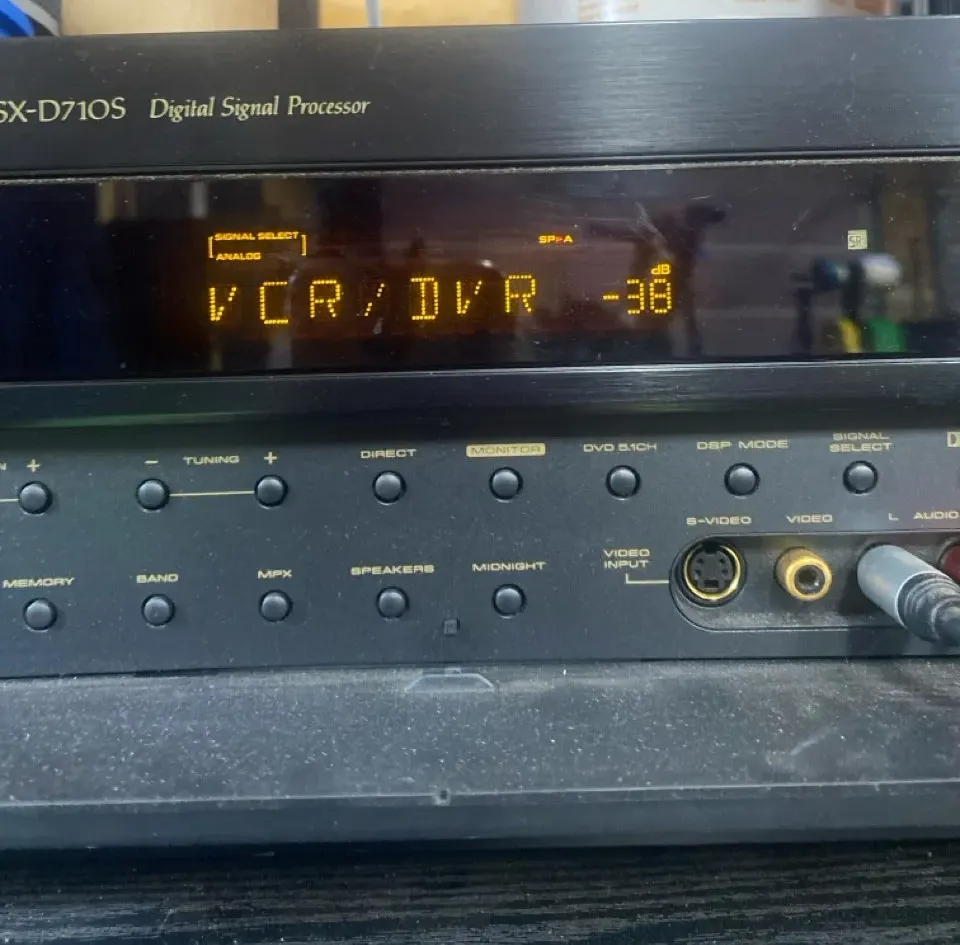 SX-D710S Digital Signal Processor
SIGNAL SELECT
ANALOG
SP►A
SR
dB
VCR/DVR -38
+ – TUNING + DIRECT MONITOR DVD 5.1CH DSP MODE SIGNAL SELECT
S-VIDEO VIDEO L AUDIO
VIDEO INPUT
MEMORY BAND MPX SPEAKERS MIDNIGHT